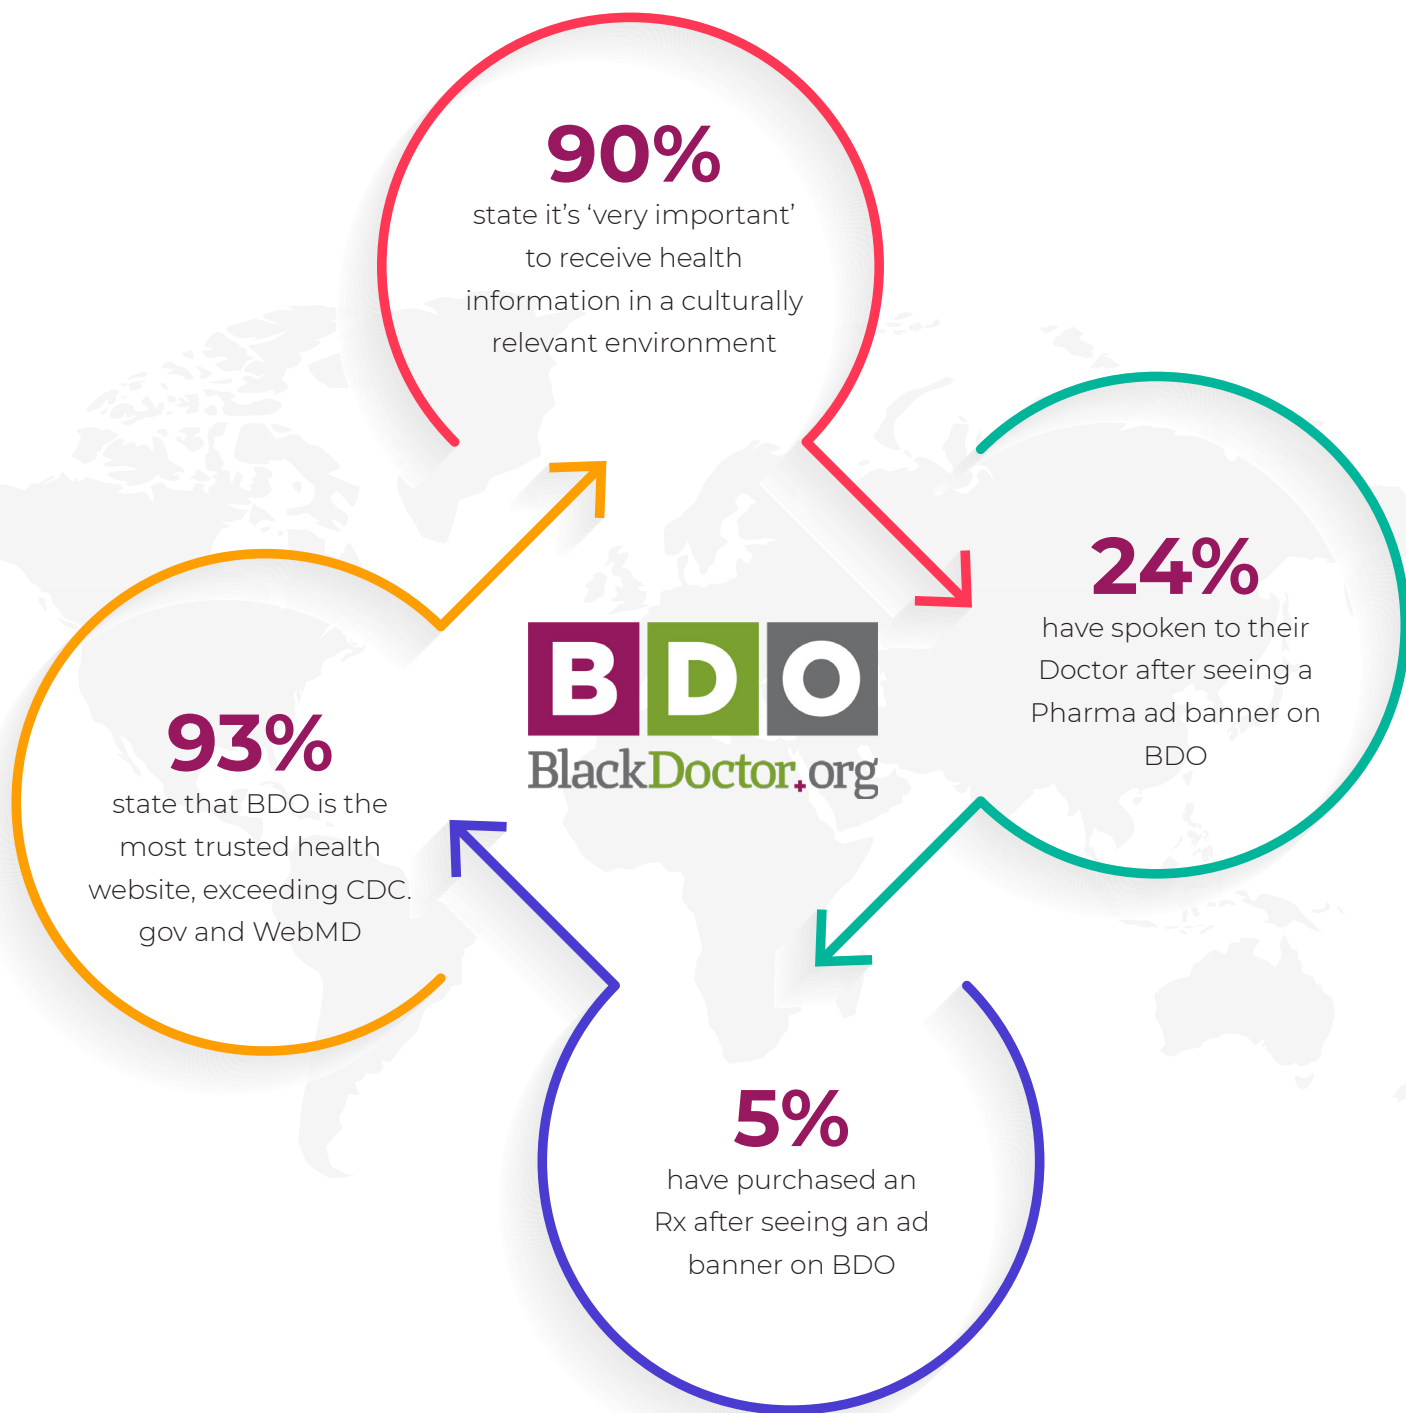 90%
state it’s ‘very important’
to receive health
information in a culturally
relevant environment
24%
have spoken to their
Doctor after seeing a
Pharma ad banner on
BDO
BDO
BlackDoctor.org
93%
state that BDO is the
most trusted health
website, exceeding CDC.
gov and WebMD
5%
have purchased an
Rx after seeing an ad
banner on BDO